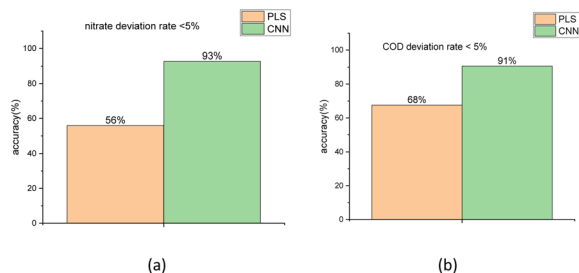 PLS
CNN
nitrate deviation rate <5%
93%
56%
accuracy(%)
100
80
60
40
20
0
(a)
PLS
CNN
COD deviation rate < 5%
91%
68%
accuracy(%)
100
80
60
40
20
0
(b)